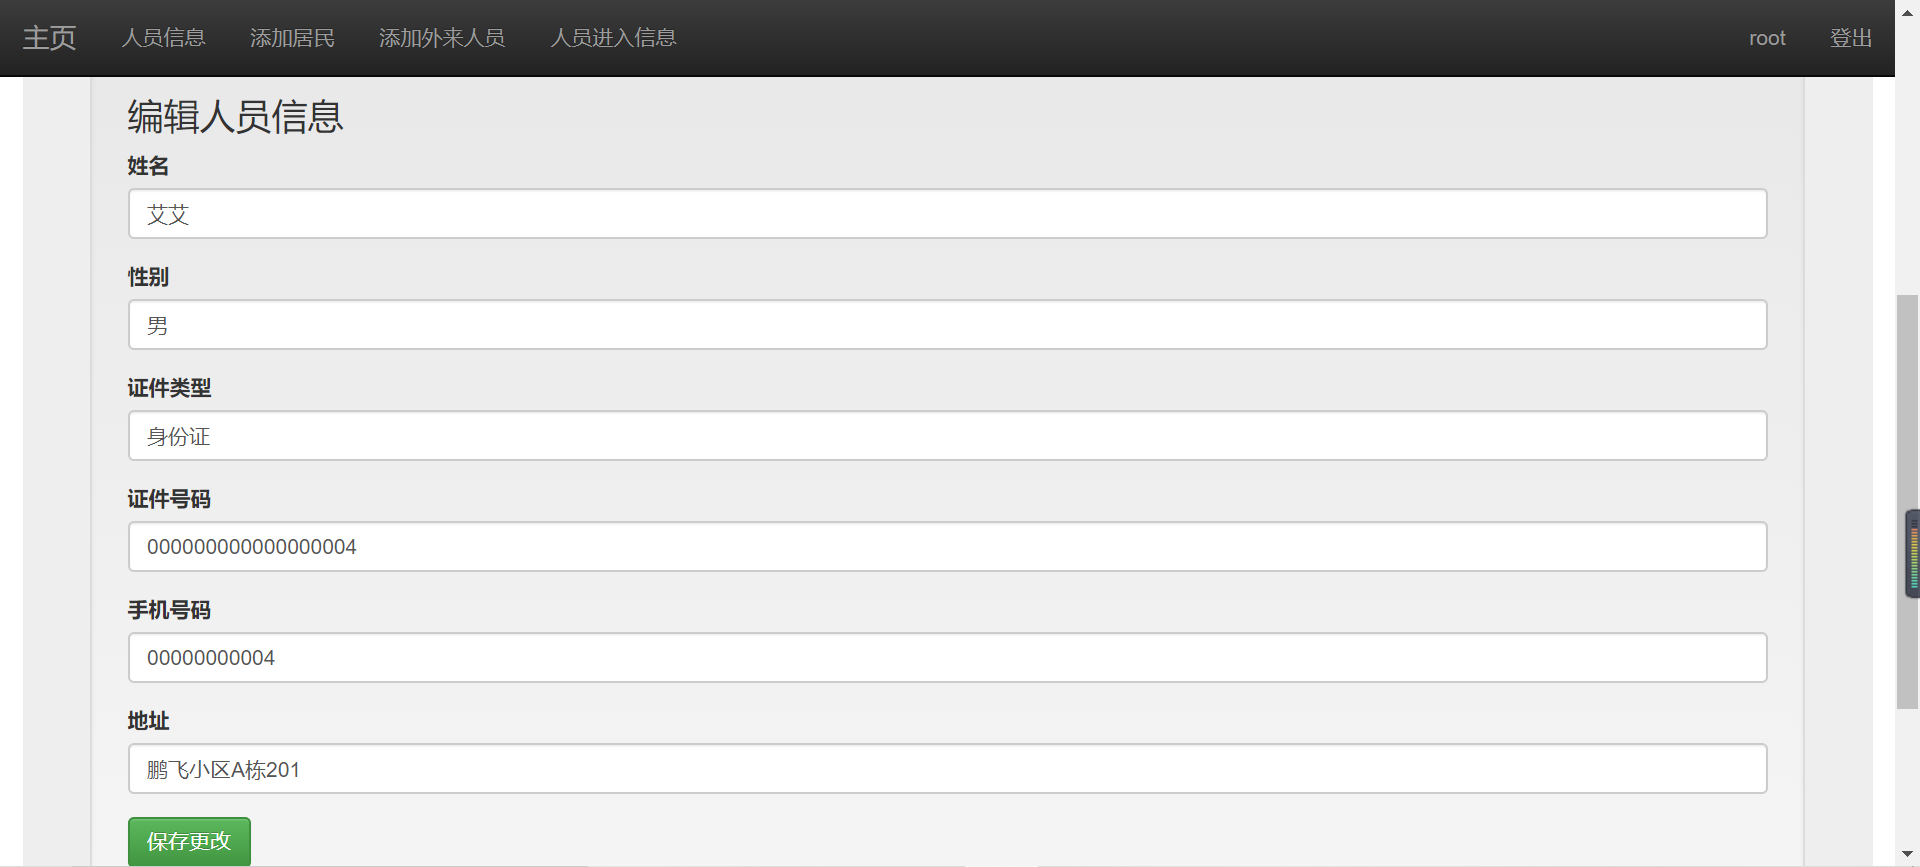 主页 人员信息 添加居民 添加外来人员 人员进入信息 root 登出
编辑人员信息
姓名
艾艾
性别
男
证件类型
身份证
证件号码
000000000000000004
手机号码
00000000004
地址
鹏飞小区A栋201
保存更改